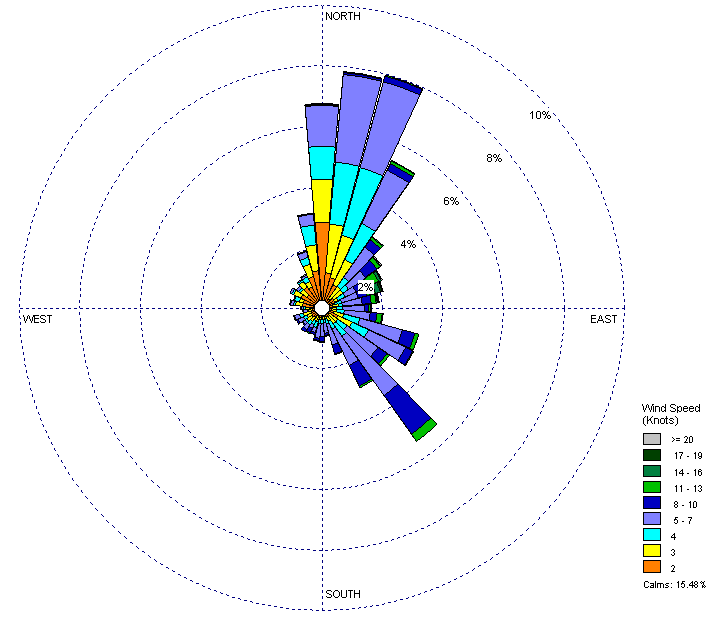 NORTH
10%
8%
6%
4%
2%
WEST
EAST
SOUTH
Wind Speed
(Knots)
>= 20
17 - 19
14 - 16
11 - 13
8 - 10
5 - 7
4
3
2
Calms: 15.48%